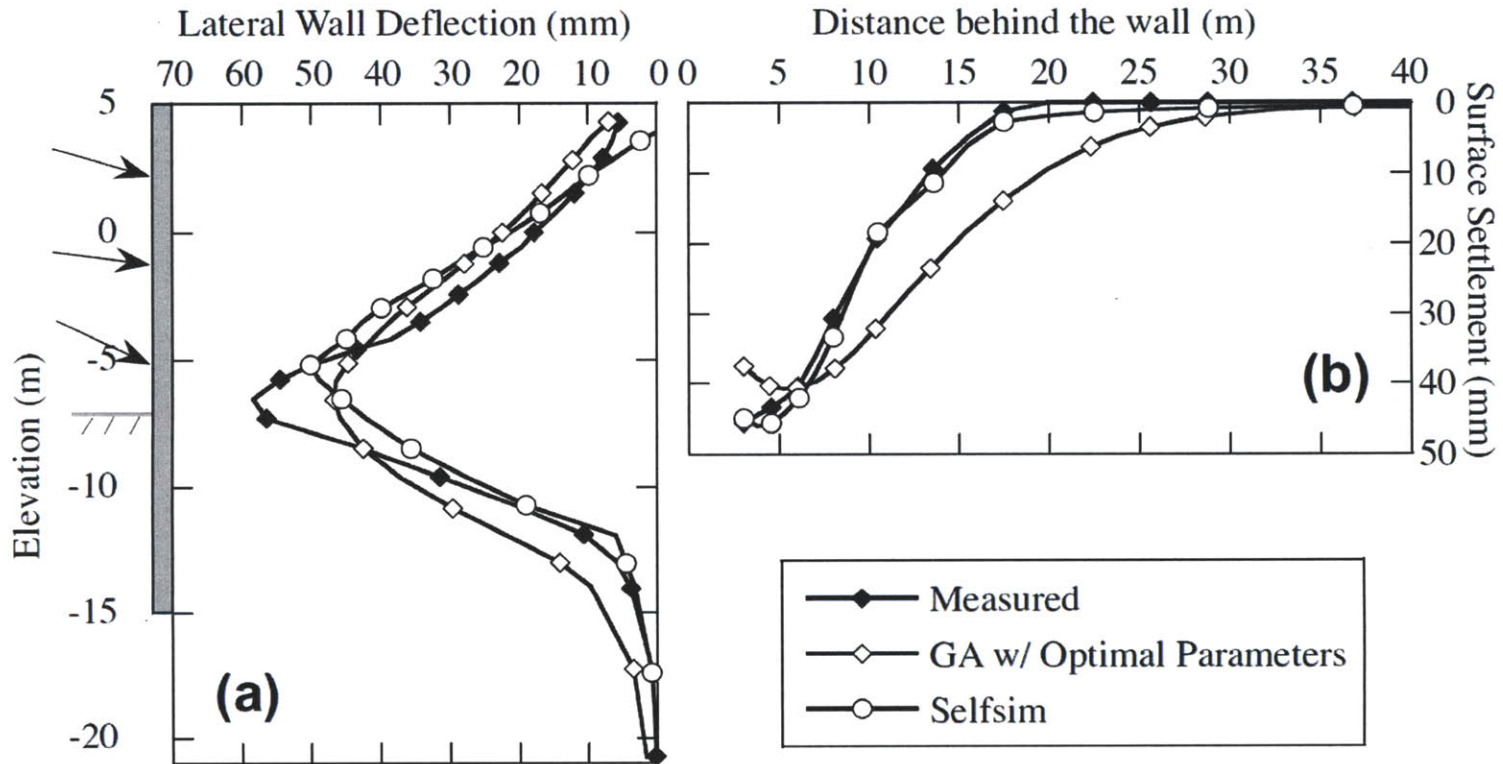 Lateral Wall Deflection (mm)
70 60 50 40 30 20 10 0
5
0
-5
-10
-15
-20
Elevation (m)
(a)
Distance behind the wall (m)
0 5 10 15 20 25 30 35 40
0
10
20
30
40
50
Surface Settlement (mm)
(b)
Measured
GA w/ Optimal Parameters
Selfsim